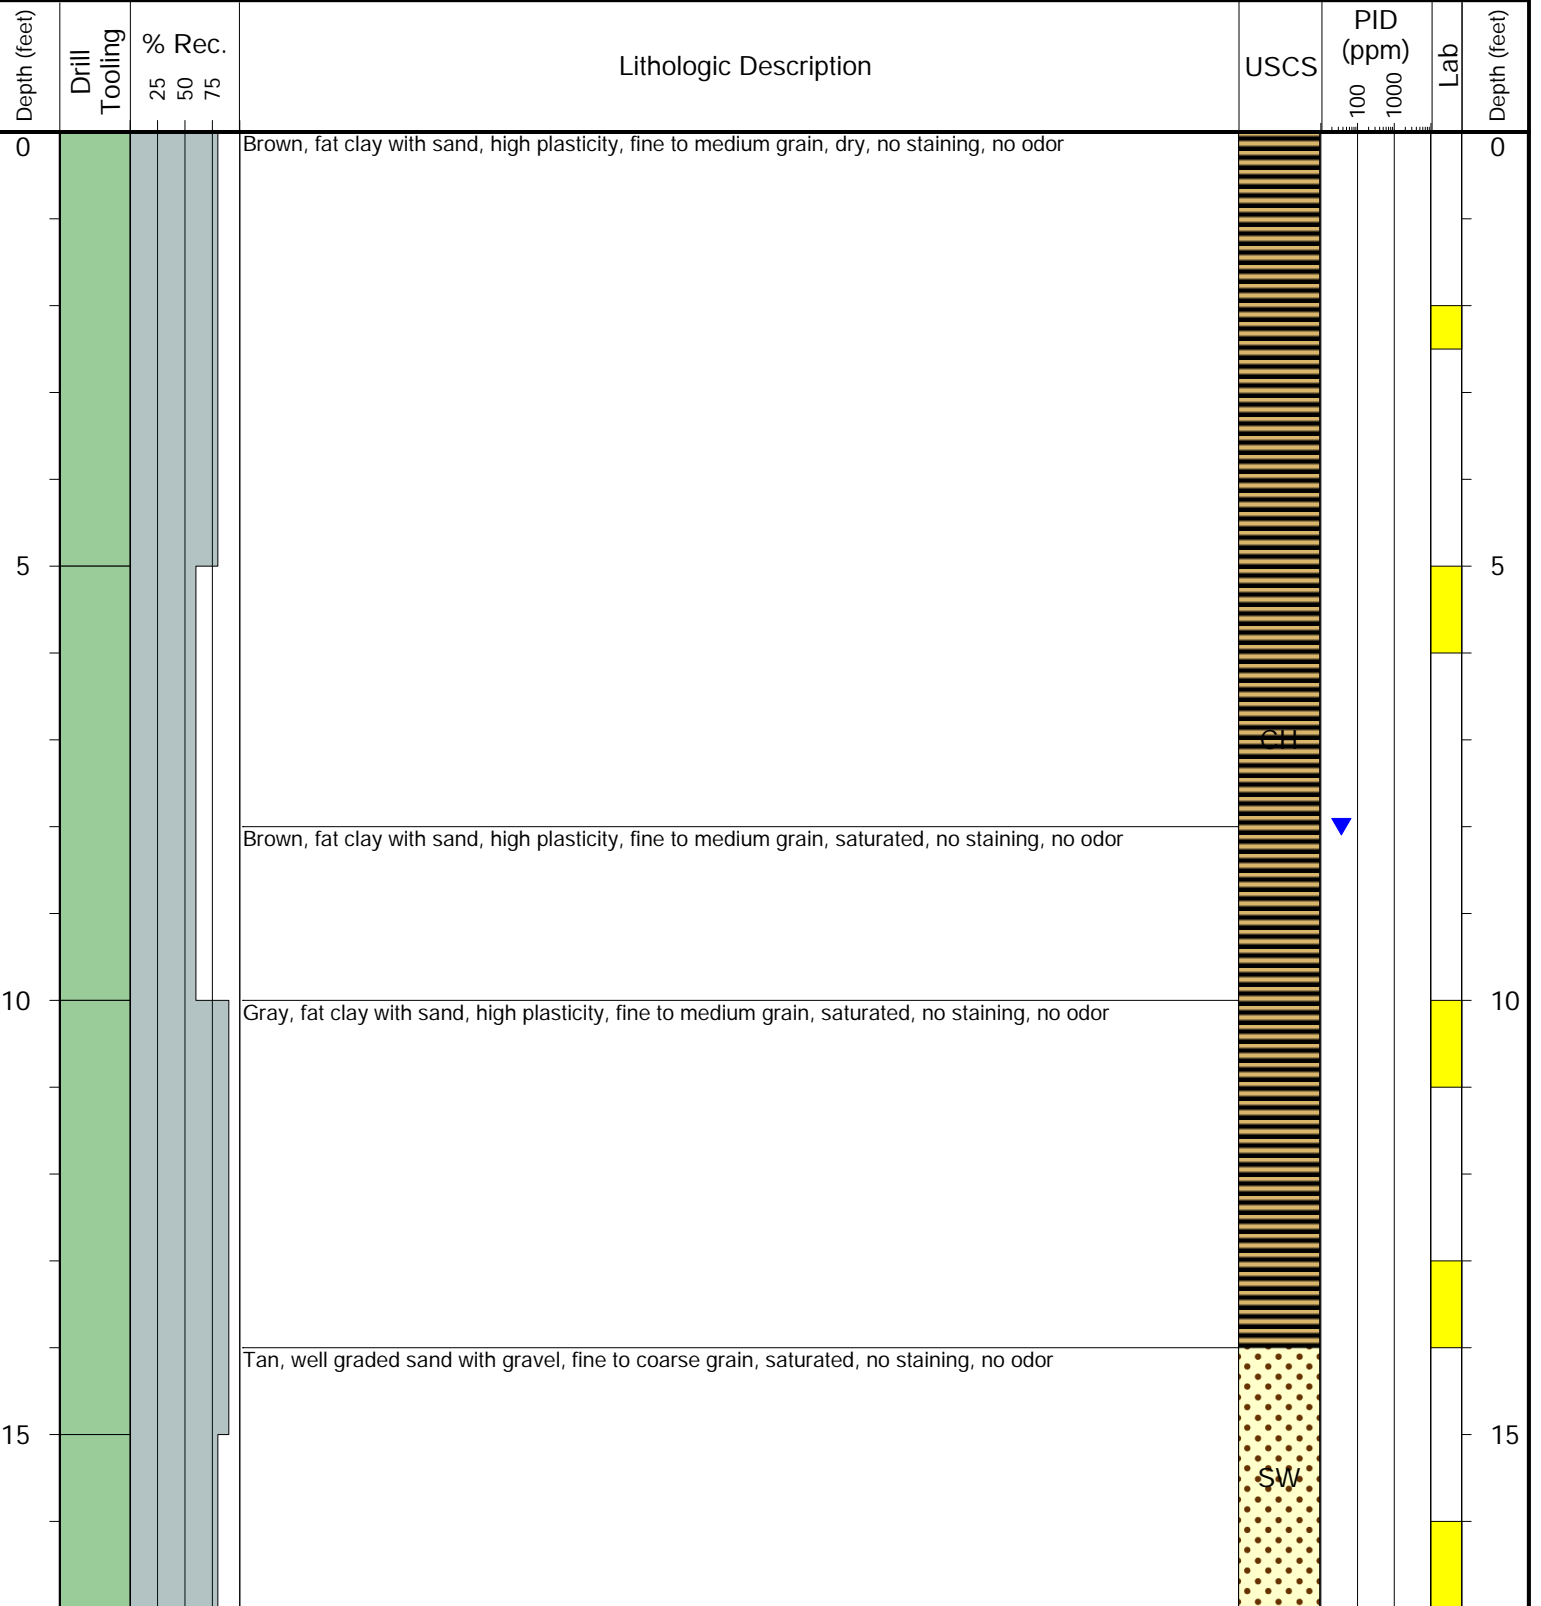 Depth (feet)
Drill
Tooling
% Rec.
25
50
75
Lithologic Description
USCS
PID
(ppm)
100
1000
Lab
Depth (feet)
0
Brown, fat clay with sand, high plasticity, fine to medium grain, dry, no staining, no odor
0
5
5
CH
Brown, fat clay with sand, high plasticity, fine to medium grain, saturated, no staining, no odor
10
Gray, fat clay with sand, high plasticity, fine to medium grain, saturated, no staining, no odor
10
Tan, well graded sand with gravel, fine to coarse grain, saturated, no staining, no odor
15
15
SW